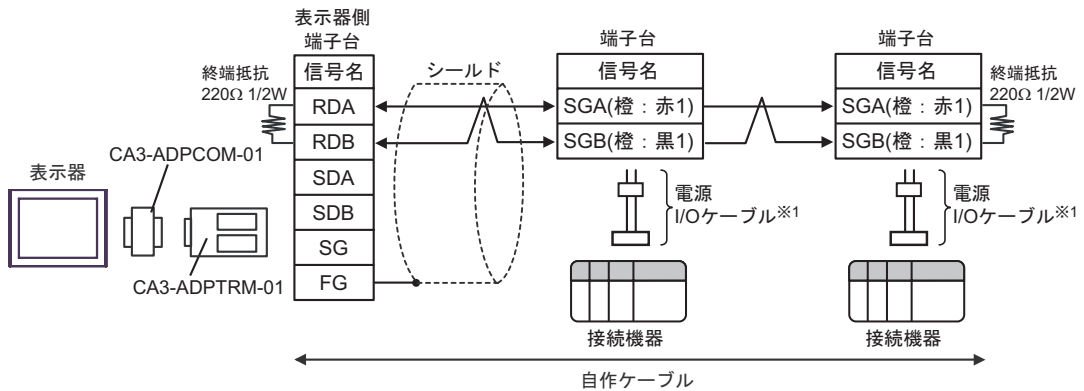 表示器側
端子台
信号名
RDA
RDB
SDA
SDB
SG
FG
終端抵抗
220Ω 1/2W
シールド
端子台
信号名
SGA(橙：赤1)
SGB(橙：黒1)
端子台
信号名
SGA(橙：赤1)
SGB(橙：黒1)
終端抵抗
220Ω 1/2W
表示器
CA3-ADPCOM-01
CA3-ADPTRM-01
電源
I/Oケーブル※1
接続機器
電源
I/Oケーブル※1
接続機器
自作ケーブル